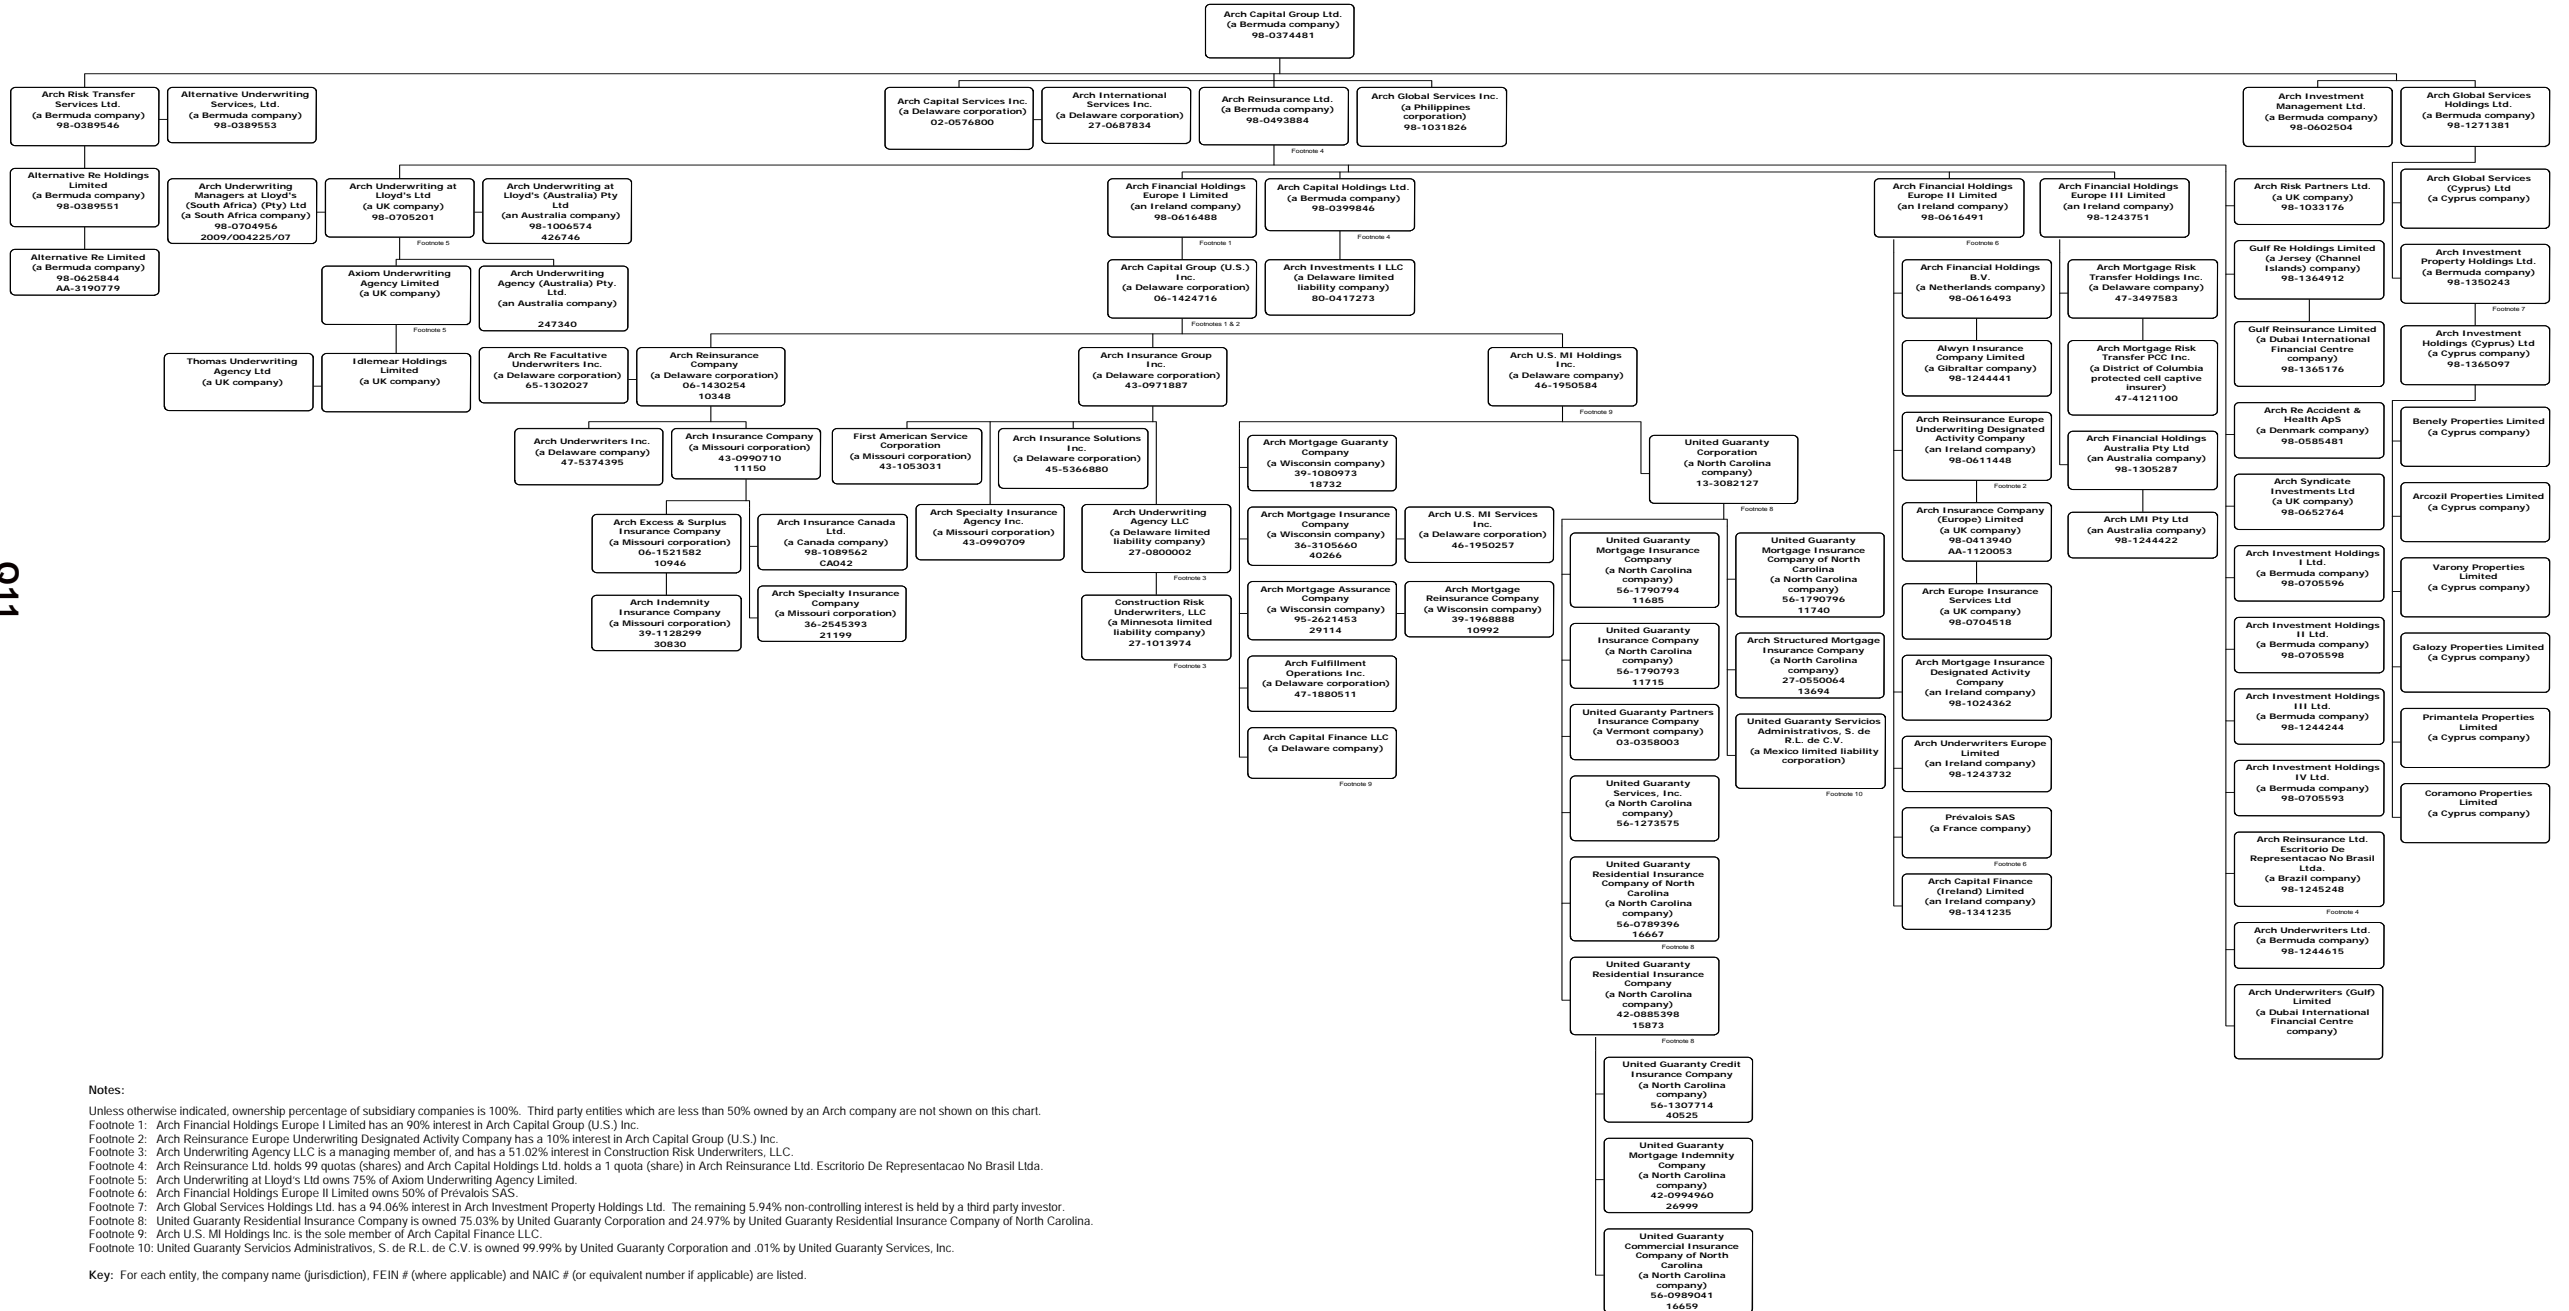 Arch Capital Group Ltd.
(a Bermuda company)
98-0374481
Arch Risk Transfer
Services Ltd.
(a Bermuda company)
98-0389546
Alternative Underwriting
Services, Ltd.
(a Bermuda company)
98-0389553
Arch Capital Services Inc.
(a Delaware corporation)
02-0576800
Arch International
Services Inc.
(a Delaware corporation)
27-0687834
Arch Reinsurance Ltd.
(a Bermuda company)
98-0493884
Footnote 4
Arch Global Services Inc.
(a Philippines
corporation)
98-1031826
Arch Investment
Management Ltd.
(a Bermuda company)
98-0602504
Arch Global Services
Holdings Ltd.
(a Bermuda company)
98-1271381
Alternative Re Holdings
Limited
(a Bermuda company)
98-0389551
Arch Underwriting
Managers at Lloyd's
(South Africa) (Pty) Ltd
(a South Africa company)
98-0704956
2009/004225/07
Arch Underwriting at
Lloyd's Ltd
(a UK company)
98-0705201
Footnote 5
Arch Underwriting at
Lloyd's (Australia) Pty
Ltd
(an Australia company)
98-1006574
426746
Arch Financial Holdings
Europe I Limited
(an Ireland company)
98-0616488
Footnote 1
Arch Capital Holdings Ltd.
(a Bermuda company)
98-0399846
Footnote 4
Arch Financial Holdings
Europe II Limited
(an Ireland company)
98-0616491
Footnote 6
Arch Financial Holdings
Europe III Limited
(an Ireland company)
98-1243751
Arch Risk Partners Ltd.
(a UK company)
98-1033176
Arch Global Services
(Cyprus) Ltd
(a Cyprus company)
Alternative Re Limited
(a Bermuda company)
98-0625844
AA-3190779
Axiom Underwriting
Agency Limited
(a UK company)
Footnote 5
Arch Underwriting
Agency (Australia) Pty.
Ltd.
(an Australia company)
247340
Arch Capital Group (U.S.)
Inc.
(a Delaware corporation)
06-1424716
Footnotes 1 & 2
Arch Investments I LLC
(a Delaware limited
liability company)
80-0417273
Arch Financial Holdings
B.V.
(a Netherlands company)
98-0616493
Arch Mortgage Risk
Transfer Holdings Inc.
(a Delaware company)
47-3497583
Gulf Re Holdings Limited
(a Jersey (Channel
Islands) company)
98-1364912
Arch Investment
Property Holdings Ltd.
(a Bermuda company)
98-1350243
Footnote 7
Thomas Underwriting
Agency Ltd
(a UK company)
Idlemear Holdings
Limited
(a UK company)
Arch Re Facultative
Underwriters Inc.
(a Delaware corporation)
65-1302027
Arch Reinsurance
Company
(a Delaware corporation)
06-1430254
10348
Arch Insurance Group
Inc.
(a Delaware corporation)
43-0971887
Arch U.S. MI Holdings
Inc.
(a Delaware company)
46-1950584
Footnote 9
Alwyn Insurance
Company Limited
(a Gibraltar company)
98-1244441
Arch Mortgage Risk
Transfer PCC Inc.
(a District of Columbia
protected cell captive
insurer)
47-4121100
Gulf Reinsurance Limited
(a Dubai International
Financial Centre
company)
98-1365176
Arch Investment
Holdings (Cyprus) Ltd
(a Cyprus company)
98-1365097
Arch Underwriters Inc.
(a Delaware company)
47-5374395
Arch Insurance Company
(a Missouri corporation)
43-0990710
11150
First American Service
Corporation
(a Missouri corporation)
43-1053031
Arch Insurance Solutions
Inc.
(a Delaware corporation)
45-5366880
Arch Mortgage Guaranty
Company
(a Wisconsin company)
39-1080973
18732
United Guaranty
Corporation
(a North Carolina
company)
13-3082127
Footnote 8
Arch Reinsurance Europe
Underwriting Designated
Activity Company
(an Ireland company)
98-0611448
Footnote 2
Arch Financial Holdings
Australia Pty Ltd
(an Australia company)
98-1305287
Arch Re Accident &
Health ApS
(a Denmark company)
98-0585481
Benely Properties Limited
(a Cyprus company)
Arch Excess & Surplus
Insurance Company
(a Missouri corporation)
06-1521582
10946
Arch Insurance Canada
Ltd.
(a Canada company)
98-1089562
CA042
Arch Specialty Insurance
Agency Inc.
(a Missouri corporation)
43-0990709
Arch Underwriting
Agency LLC
(a Delaware limited
liability company)
27-0800002
Footnote 3
Arch Mortgage Insurance
Company
(a Wisconsin company)
36-3105660
40266
Arch U.S. MI Services
Inc.
(a Delaware corporation)
46-1950257
United Guaranty
Mortgage Insurance
Company
(a North Carolina
company)
56-1790794
11685
United Guaranty
Mortgage Insurance
Company of North
Carolina
(a North Carolina
company)
56-1790796
11740
Arch Insurance Company
(Europe) Limited
(a UK company)
98-0413940
AA-1120053
Arch LMI Pty Ltd
(an Australia company)
98-1244422
Arch Syndicate
Investments Ltd
(a UK company)
98-0652764
Arcozil Properties Limited
(a Cyprus company)
Arch Indemnity
Insurance Company
(a Missouri corporation)
39-1128299
30830
Arch Specialty Insurance
Company
(a Missouri corporation)
36-2545393
21199
Construction Risk
Underwriters, LLC
(a Minnesota limited
liability company)
27-1013974
Footnote 3
Arch Mortgage Assurance
Company
(a Wisconsin company)
95-2621453
29114
Arch Mortgage
Reinsurance Company
(a Wisconsin company)
39-1968888
10992
United Guaranty
Insurance Company
(a North Carolina
company)
56-1790793
11715
Arch Structured Mortgage
Insurance Company
(a North Carolina
company)
27-0550064
13694
Arch Europe Insurance
Services Ltd
(a UK company)
98-0704518
Arch Investment Holdings
I Ltd.
(a Bermuda company)
98-0705596
Varony Properties
Limited
(a Cyprus company)
Arch Fulfillment
Operations Inc.
(a Delaware corporation)
47-1880511
United Guaranty Partners
Insurance Company
(a Vermont company)
03-0358003
United Guaranty Servicios
Administrativos, S. de
R.L. de C.V.
(a Mexico limited liability
corporation)
Footnote 10
Arch Mortgage Insurance
Designated Activity
Company
(an Ireland company)
98-1024362
Arch Investment Holdings
II Ltd.
(a Bermuda company)
98-0705598
Galozy Properties Limited
(a Cyprus company)
Arch Capital Finance LLC
(a Delaware company)
Footnote 9
United Guaranty
Services, Inc.
(a North Carolina
company)
56-1273575
Arch Underwriters Europe
Limited
(an Ireland company)
98-1243732
Arch Investment Holdings
III Ltd.
(a Bermuda company)
98-1244244
Primantela Properties
Limited
(a Cyprus company)
United Guaranty
Residential Insurance
Company of North
Carolina
(a North Carolina
company)
56-0789396
16667
Footnote 8
Prévalois SAS
(a France company)
Footnote 6
Arch Investment Holdings
IV Ltd.
(a Bermuda company)
98-0705593
Coramono Properties
Limited
(a Cyprus company)
Arch Capital Finance
(Ireland) Limited
(an Ireland company)
98-1341235
Arch Reinsurance Ltd.
Escritorio De
Representacao No Brasil
Ltda.
(a Brazil company)
98-1245248
Footnote 4
United Guaranty
Residential Insurance
Company
(a North Carolina
company)
42-0885398
15873
Footnote 8
Arch Underwriters Ltd.
(a Bermuda company)
98-1244615
Arch Underwriters (Gulf)
Limited
(a Dubai International
Financial Centre
company)
United Guaranty Credit
Insurance Company
(a North Carolina
company)
56-1307714
40525
United Guaranty
Mortgage Indemnity
Company
(a North Carolina
company)
42-0994960
26999
United Guaranty
Commercial Insurance
Company of North
Carolina
(a North Carolina
company)
56-0989041
16659
Q11
Notes:
Unless otherwise indicated, ownership percentage of subsidiary companies is 100%. Third party entities which are less than 50% owned by an Arch company are not shown on this chart.
Footnote 1: Arch Financial Holdings Europe I Limited has an 90% interest in Arch Capital Group (U.S.) Inc.
Footnote 2: Arch Reinsurance Europe Underwriting Designated Activity Company has a 10% interest in Arch Capital Group (U.S.) Inc.
Footnote 3: Arch Underwriting Agency LLC is a managing member of, and has a 51.02% interest in Construction Risk Underwriters, LLC.
Footnote 4: Arch Reinsurance Ltd. holds 99 quotas (shares) and Arch Capital Holdings Ltd. holds a 1 quota (share) in Arch Reinsurance Ltd. Escritorio De Representacao No Brasil Ltda.
Footnote 5: Arch Underwriting at Lloyd's Ltd owns 75% of Axiom Underwriting Agency Limited.
Footnote 6: Arch Financial Holdings Europe II Limited owns 50% of Prévalois SAS.
Footnote 7: Arch Global Services Holdings Ltd. has a 94.06% interest in Arch Investment Property Holdings Ltd. The remaining 5.94% non-controlling interest is held by a third party investor.
Footnote 8: United Guaranty Residential Insurance Company is owned 75.03% by United Guaranty Corporation and 24.97% by United Guaranty Residential Insurance Company of North Carolina.
Footnote 9: Arch U.S. MI Holdings Inc. is the sole member of Arch Capital Finance LLC.
Footnote 10: United Guaranty Servicios Administrativos, S. de R.L. de C.V. is owned 99.99% by United Guaranty Corporation and .01% by United Guaranty Services, Inc.
Key: For each entity, the company name (jurisdiction), FEIN # (where applicable) and NAIC # (or equivalent number if applicable) are listed.